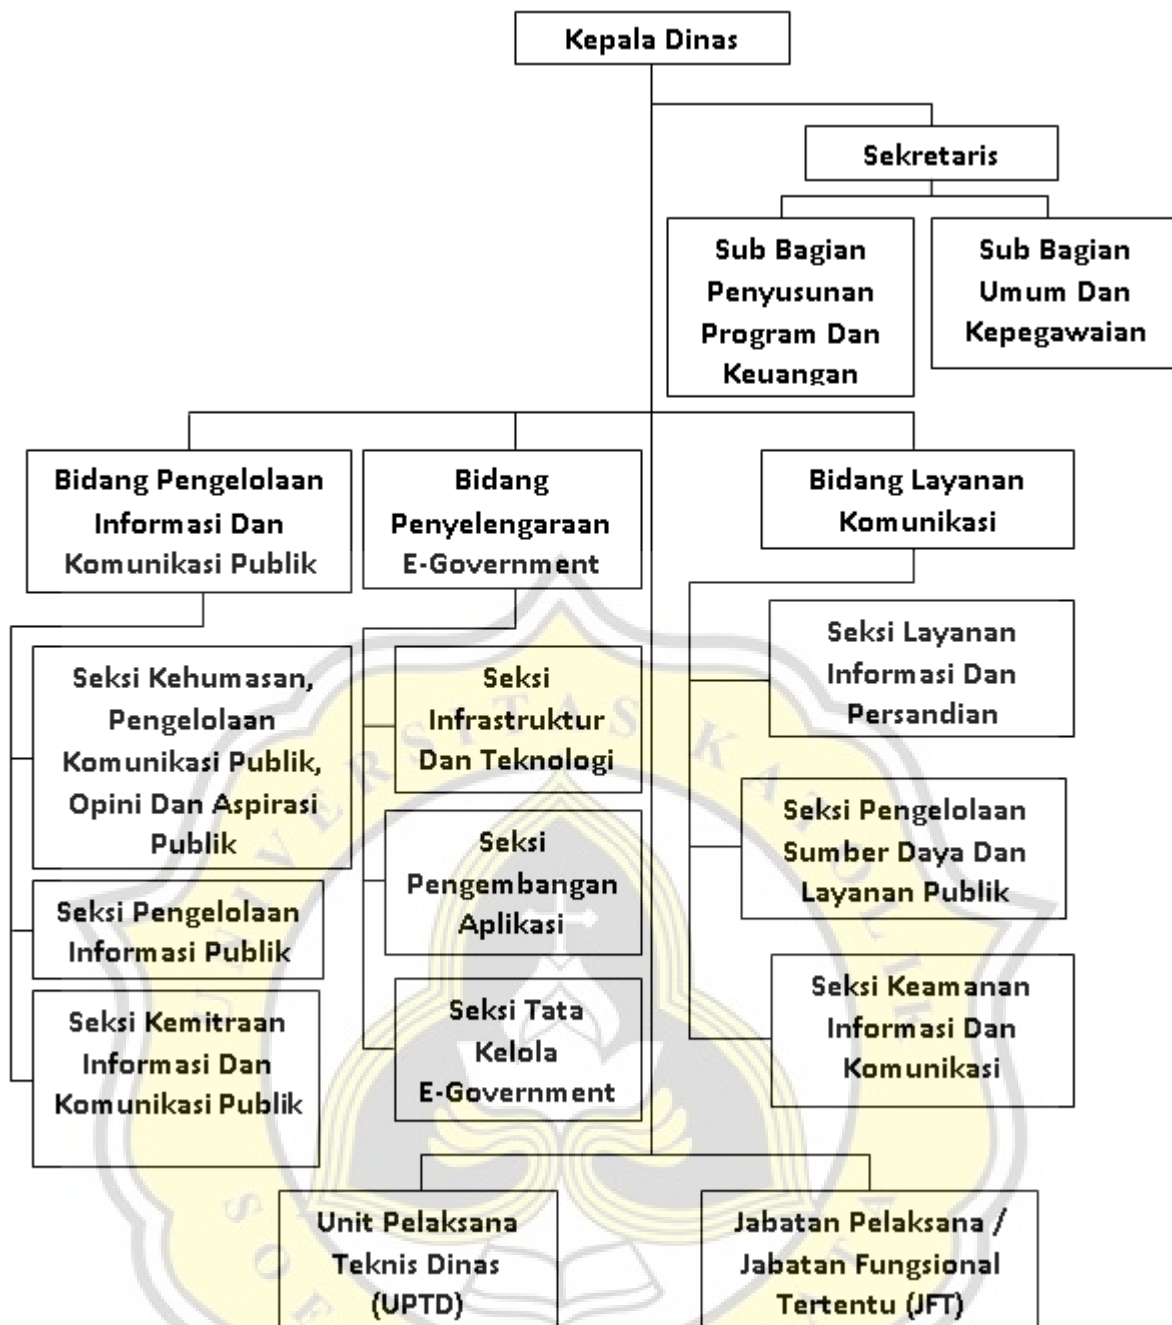 Kepala Dinas
Sekretaris
Sub Bagian
Penyusunan
Program Dan
Keuangan
Sub Bagian
Umum Dan
Kepegawaian
Bidang Pengelolaan
Informasi Dan
Komunikasi Publik
Bidang
Penyelengaraan
E-Government
Bidang Layanan
Komunikasi
Seksi Kehumasan,
Pengelolaan
Komunikasi Publik,
Opini Dan Aspirasi
Publik
Seksi Pengelolaan
Informasi Publik
Seksi Kemitraan
Informasi Dan
Komunikasi Publik
Seksi
Infrastruktur
Dan Teknologi
Seksi
Pengembangan
Aplikasi
Seksi Tata
Kelola
E-Government
Seksi Layanan
Informasi Dan
Persandian
Seksi Pengelolaan
Sumber Daya Dan
Layanan Publik
Seksi Keamanan
Informasi Dan
Komunikasi
Unit Pelaksana
Teknis Dinas
(UPTD)
Jabatan Pelaksana /
Jabatan Fungsional
Tertentu (JFT)
UNIVERSITAS KATOLIK